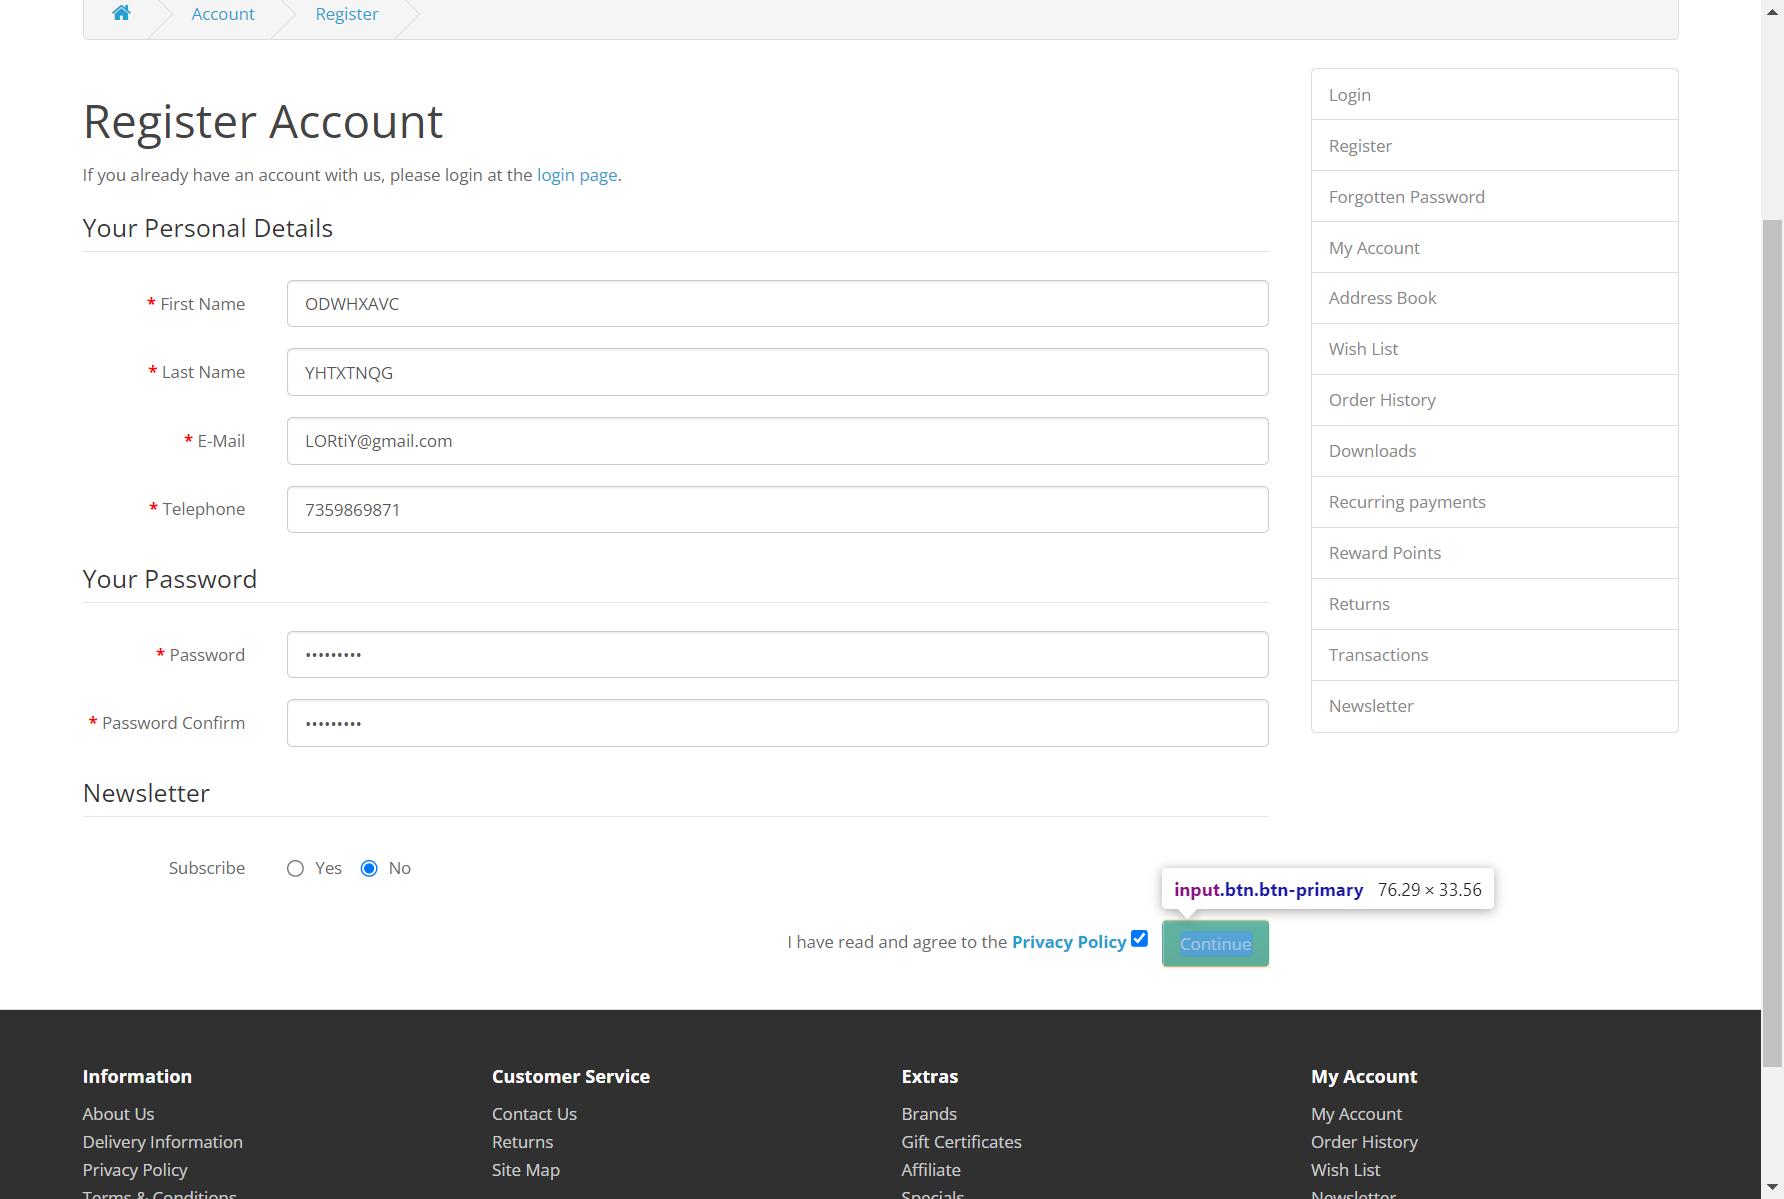 Account
Register
Login
Register Account
Register
If you already have an account with us, please login at the login page.
Forgotten Password
Your Personal Details
My Account
* First Name
ODWHXAVC
Address Book
Wish List
* Last Name
YHTXTNQG
Order History
* E-Mail
LORtiY@gmail.com
Downloads
* Telephone
7359869871
Recurring payments
Reward Points
Your Password
Returns
* Password
•••••••••
Transactions
Newsletter
* Password Confirm
•••••••••
Newsletter
Subscribe
Yes
No
input.btn.btn-primary 76.29 × 33.56
I have read and agree to the Privacy Policy
Continue
Information
About Us
Delivery Information
Privacy Policy
Terms & Conditions
Customer Service
Contact Us
Returns
Site Map
Extras
Brands
Gift Certificates
Affiliate
Specials
My Account
My Account
Order History
Wish List
Newsletter